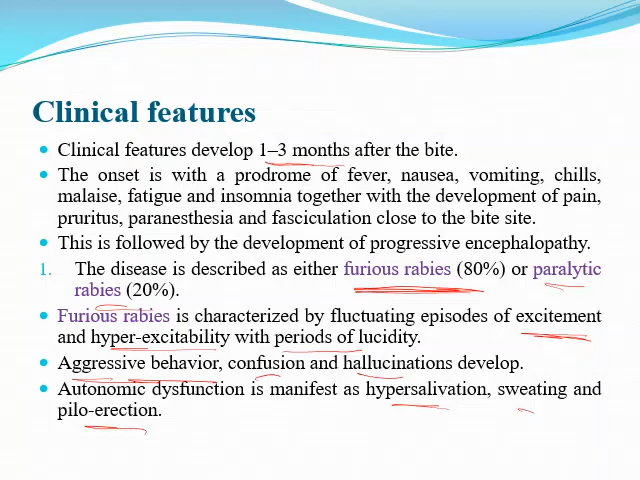 Clinical features
Clinical features develop 1–3 months after the bite.
The onset is with a prodrome of fever, nausea, vomiting, chills,
malaise, fatigue and insomnia together with the development of pain,
pruritus, paranesthesia and fasciculation close to the bite site.
This is followed by the development of progressive encephalopathy.
1. The disease is described as either furious rabies (80%) or paralytic
rabies (20%).
Furious rabies is characterized by fluctuating episodes of excitement
and hyper-excitability with periods of lucidity.
Aggressive behavior, confusion and hallucinations develop.
Autonomic dysfunction is manifest as hypersalivation, sweating and
pilo-erection.